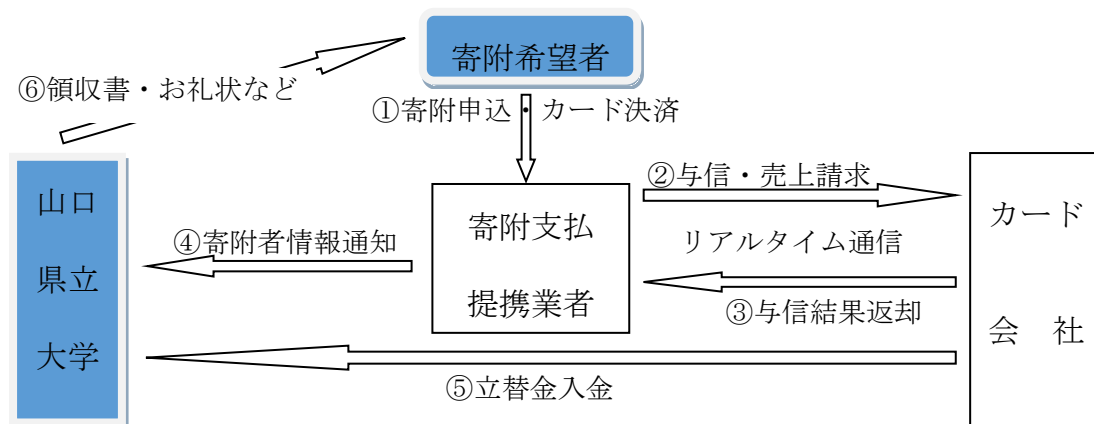 寄附希望者
⑥領収書・お礼状など
①寄附申込・カード決済
山口
県立
大学
②与信・売上請求
寄附支払
提携業者
カード
会　社
④寄附者情報通知
リアルタイム通信
③与信結果返却
⑤立替金入金